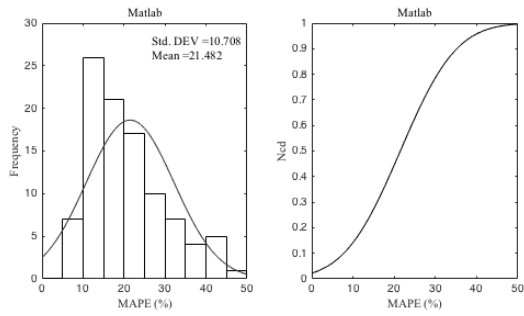 Matlab
Std. DEV =10.708
Mean =21.482
30
25
20
15
10
5
0
Frequency
0 10 20 30 40 50
MAPE (%)
Matlab
1
0.9
0.8
0.7
0.6
0.5
0.4
0.3
0.2
0.1
0
Ncd
0 10 20 30 40 50
MAPE (%)